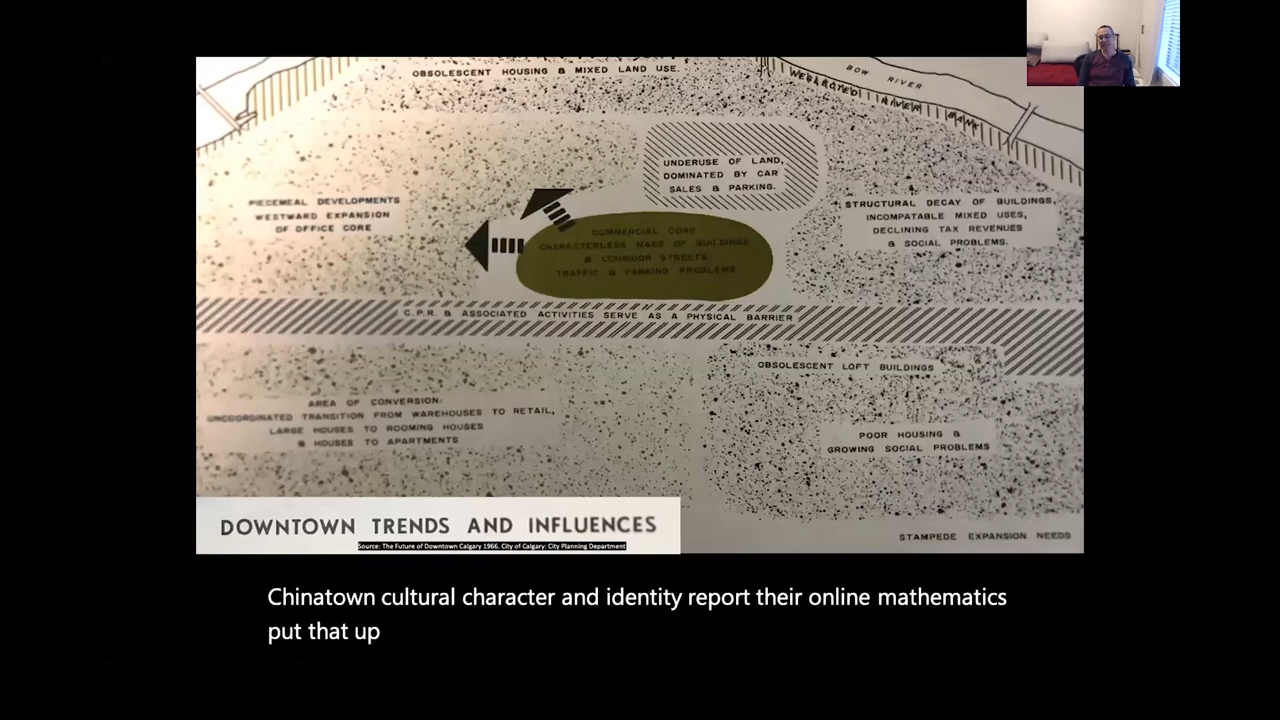 OBSOLESCENT HOUSING & MIXED LAND USE.
BOW RIVER
NEGLECTED RIVER BANK
UNDERUSE OF LAND,
DOMINATED BY CAR
SALES & PARKING.
PIECEMEAL DEVELOPMENTS
WESTWARD EXPANSION
OF OFFICE CORE
STRUCTURAL DECAY OF BUILDINGS,
INCOMPATABLE MIXED USES,
DECLINING TAX REVENUES
& SOCIAL PROBLEMS.
COMMERCIAL CORE
CHARACTERLESS MASS OF BUILDINGS
& CORRIDOR STREETS
TRAFFIC & PARKING PROBLEMS
C.P.R. & ASSOCIATED ACTIVITIES SERVE AS A PHYSICAL BARRIER
OBSOLESCENT LOFT BUILDINGS
AREA OF CONVERSION:
UNCOORDINATED TRANSITION FROM WAREHOUSES TO RETAIL,
LARGE HOUSES TO ROOMING HOUSES
& HOUSES TO APARTMENTS
POOR HOUSING &
GROWING SOCIAL PROBLEMS
STAMPEDE EXPANSION NEEDS
DOWNTOWN TRENDS AND INFLUENCES
Source: The Future of Downtown Calgary 1966. City of Calgary: City Planning Department
Chinatown cultural character and identity report their online mathematics
put that up